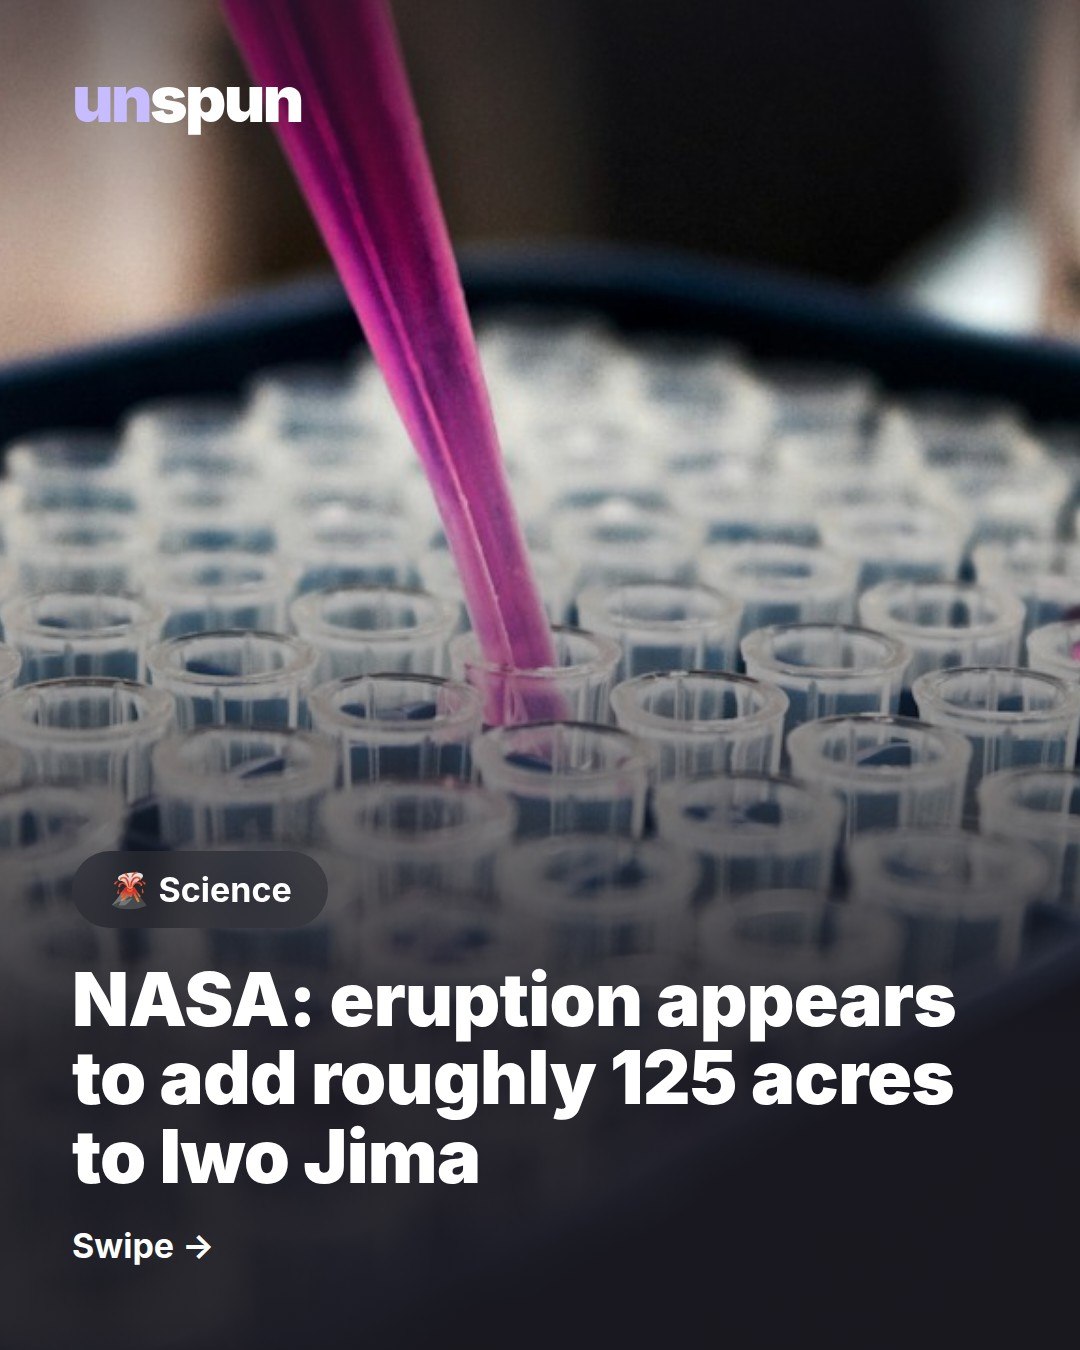 unspun
🌋 Science
NASA: eruption appears
to add roughly 125 acres
to Iwo Jima
Swipe →